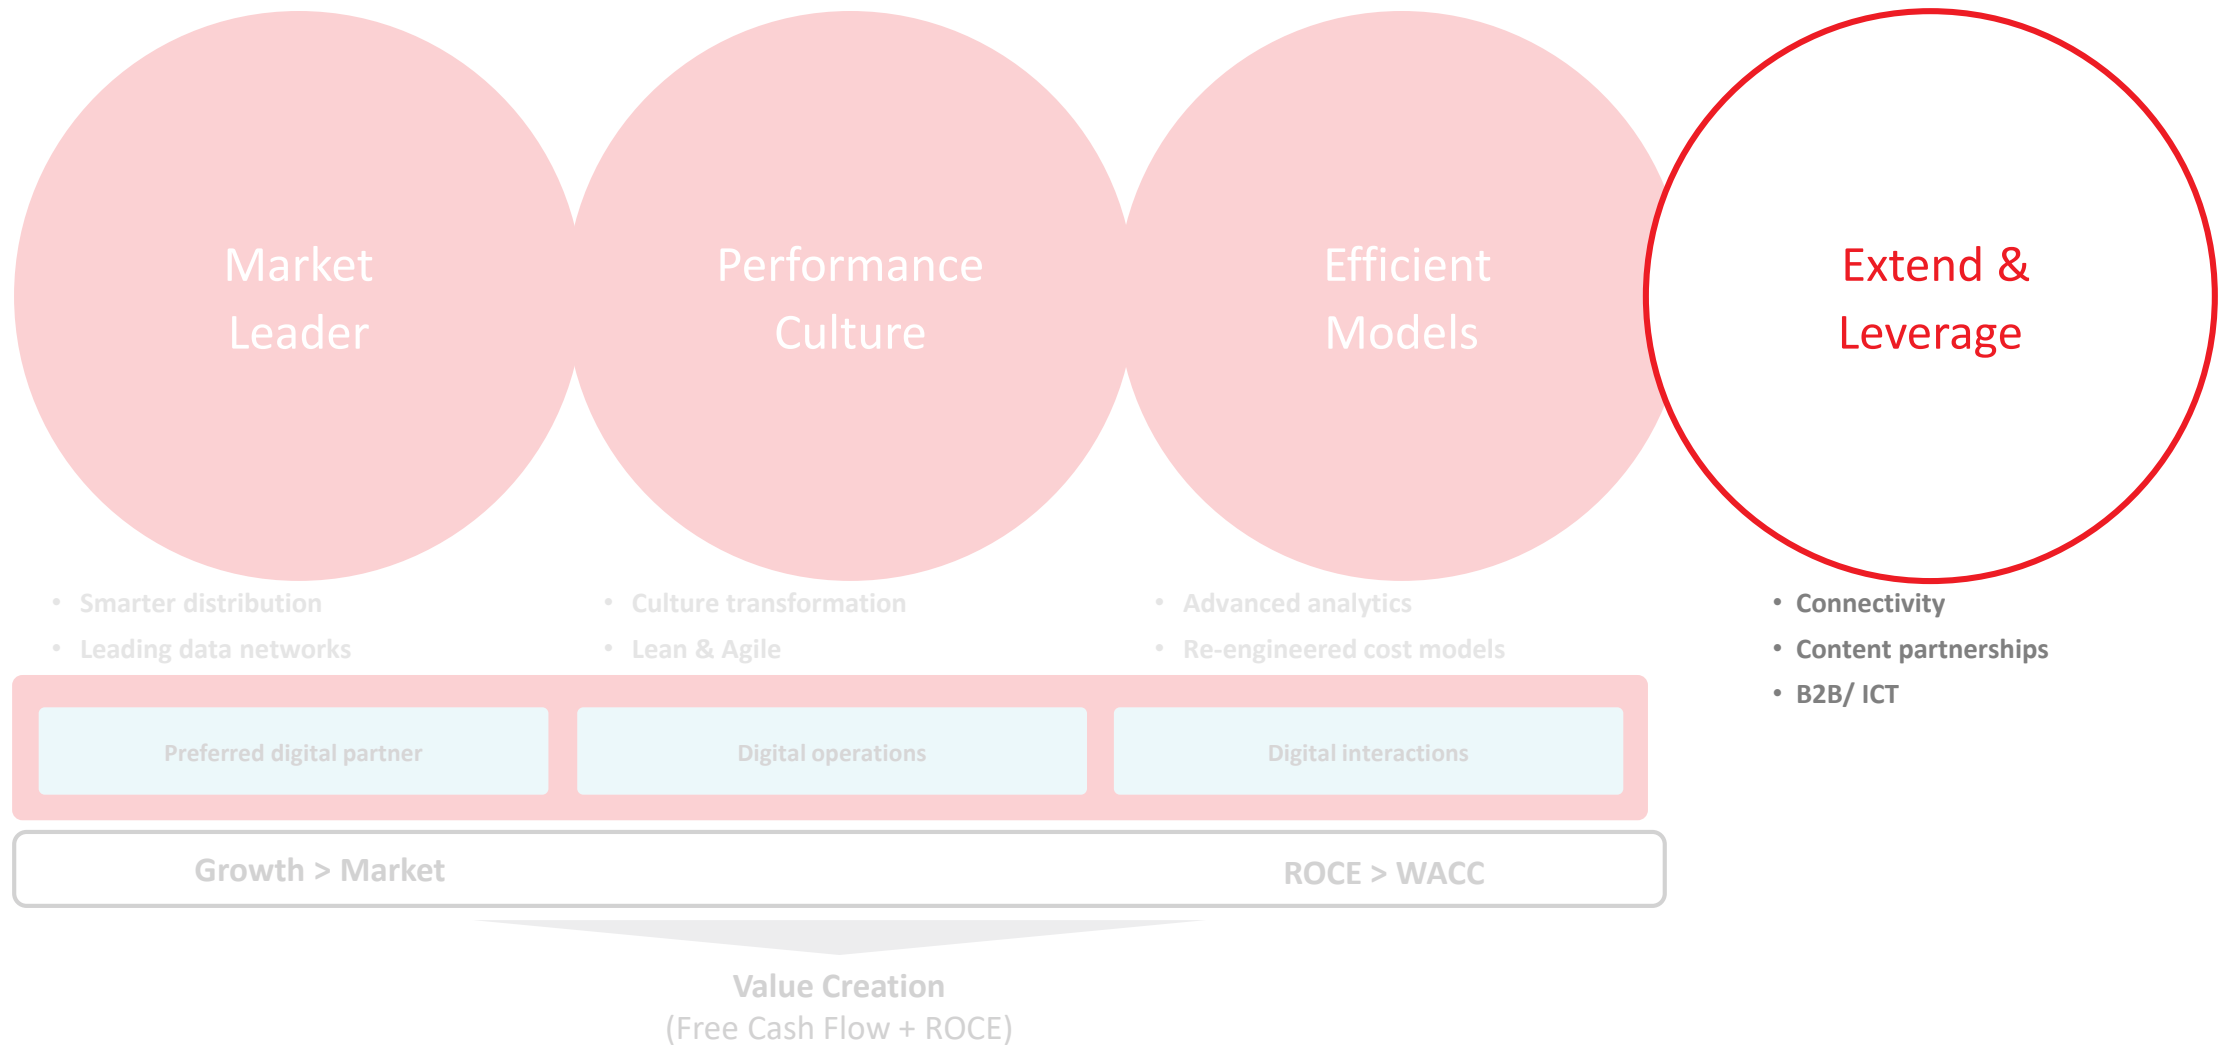 Market
Leader
Performance
Culture
Efficient
Models
Extend &
Leverage
• Smarter distribution
• Leading data networks
• Culture transformation
• Lean & Agile
• Advanced analytics
• Re-engineered cost models
• Connectivity
• Content partnerships
• B2B/ ICT
Preferred digital partner
Digital operations
Digital interactions
Growth > Market
ROCE > WACC
Value Creation
(Free Cash Flow + ROCE)